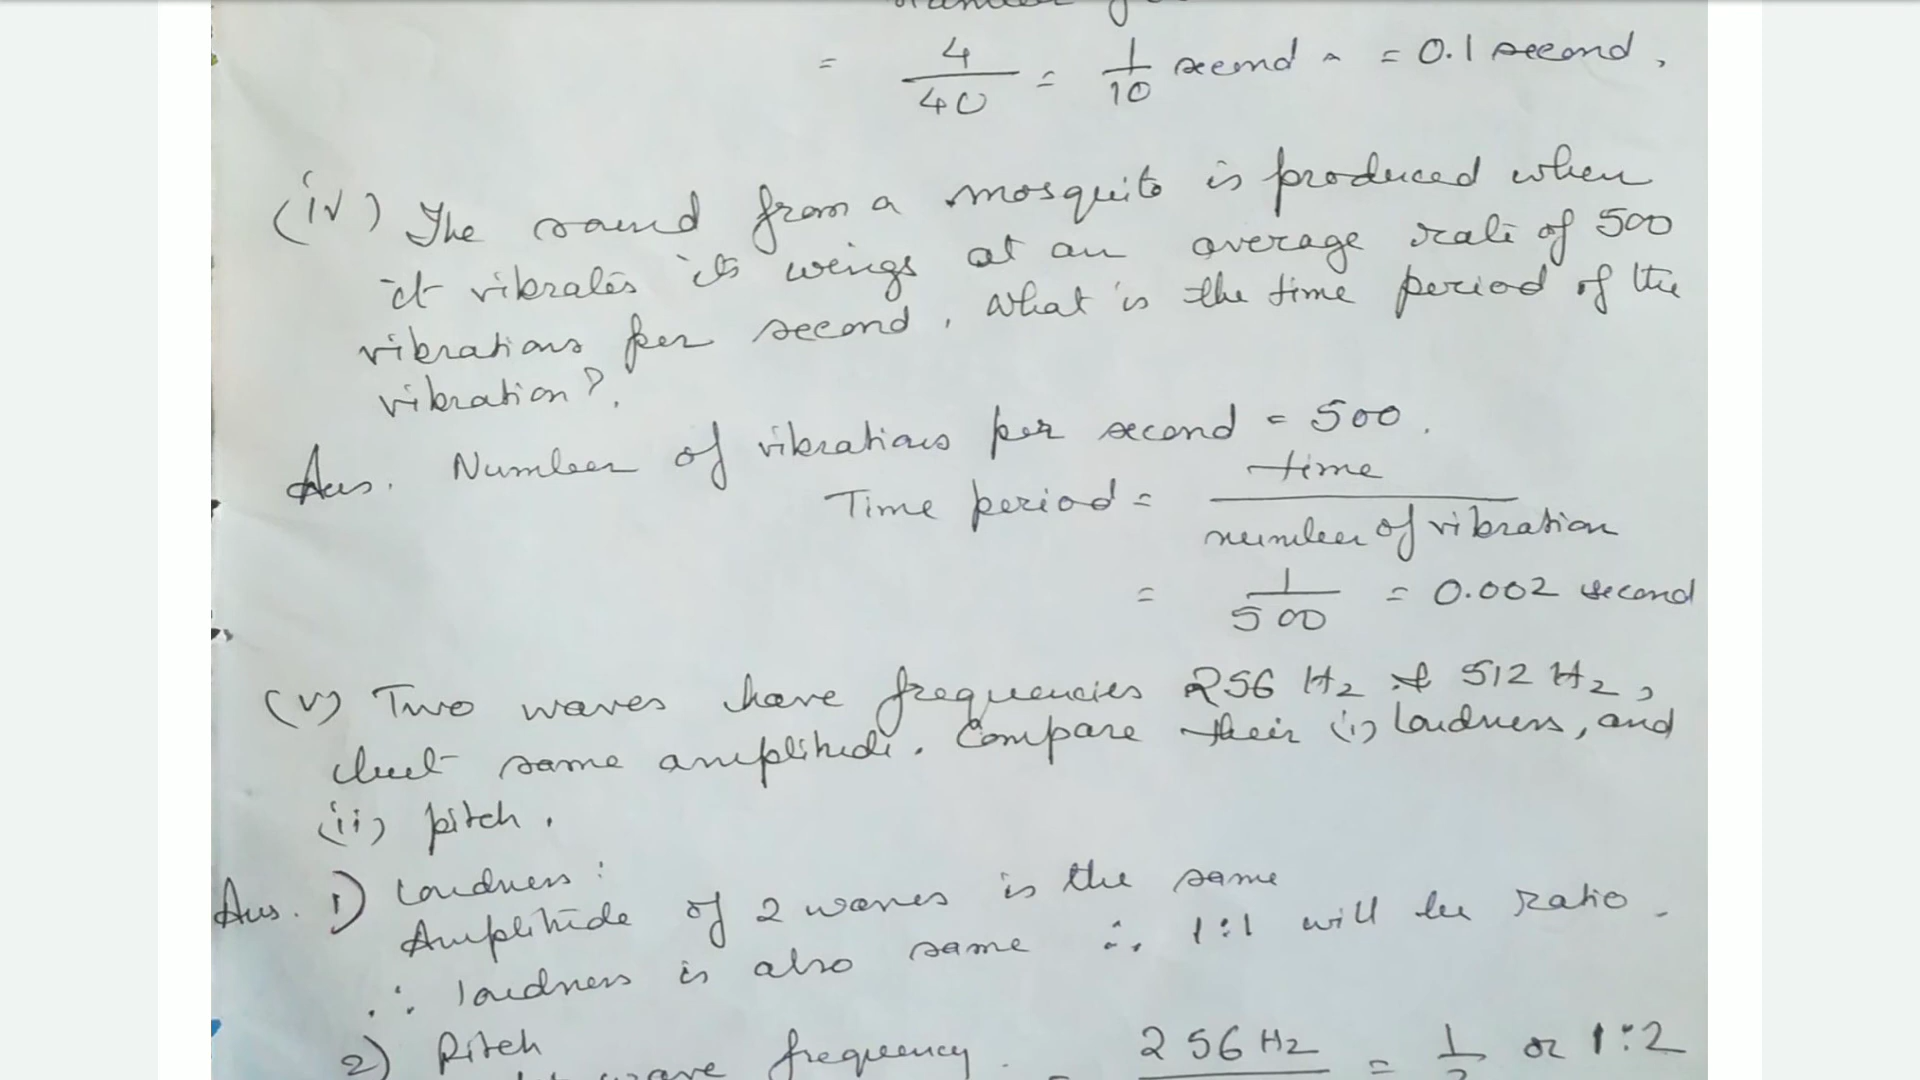 = 4/40 = 1/10 second = 0.1 second.
(iv) The sound from a mosquito is produced when
it vibrates its wings at an average rate of 500
vibrations per second. What is the time period of the
vibration?
Ans. Number of vibrations per second = 500.
Time period = time / number of vibration
= 1/500 = 0.002 second
(v) Two waves have frequencies 256 Hz & 512 Hz,
but same amplitude. Compare their (i) loudness, and
(ii) pitch.
Ans. 1) Loudness:
Amplitude of 2 waves is the same
∴ loudness is also same ∴ 1:1 will be ratio.
2) Pitch
wave frequency = 256 Hz = 1/2 or 1:2